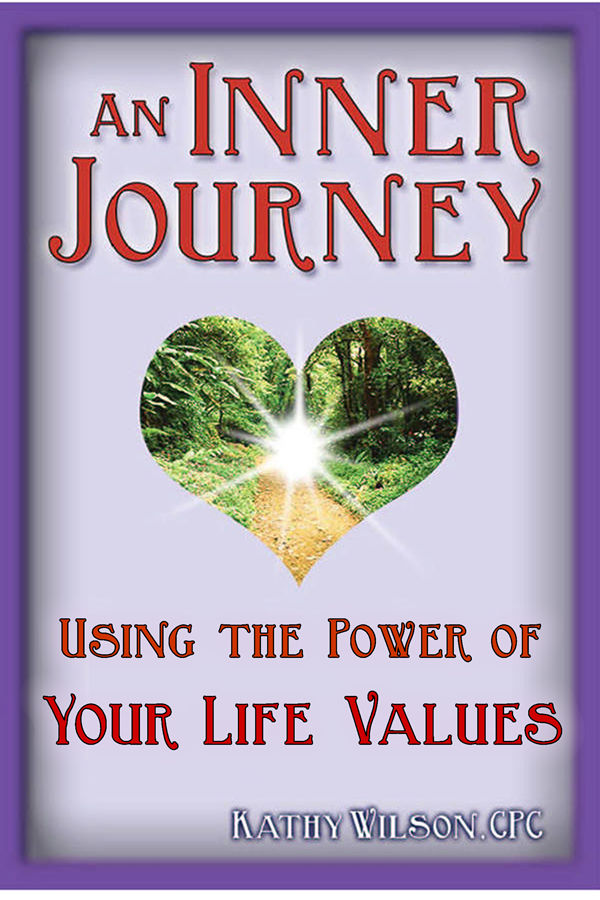 An Inner
Journey
Using the Power of
Your Life Values
Kathy Wilson, CPC